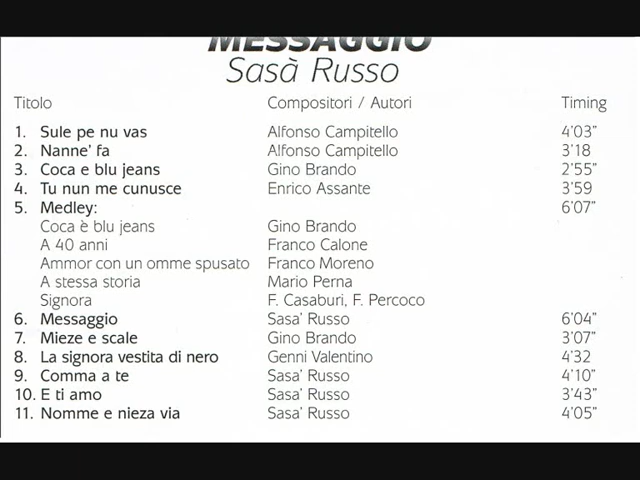 MESSAGGIO
Sasà Russo
Titolo Compositori / Autori Timing
1. Sule pe nu vas Alfonso Campitello 4'03"
2. Nanne' fa Alfonso Campitello 3'18
3. Coca e blu jeans Gino Brando 2'55"
4. Tu nun me cunusce Enrico Assante 3'59
5. Medley: 6'07"
Coca è blu jeans Gino Brando
A 40 anni Franco Calone
Ammor con un omme spusato Franco Moreno
A stessa storia Mario Perna
Signora F. Casaburi, F. Percoco
6. Messaggio Sasa' Russo 6'04"
7. Mieze e scale Gino Brando 3'07"
8. La signora vestita di nero Genni Valentino 4'32
9. Comma a te Sasa' Russo 4'10"
10. E ti amo Sasa' Russo 3'43"
11. Nomme e nieza via Sasa' Russo 4'05"